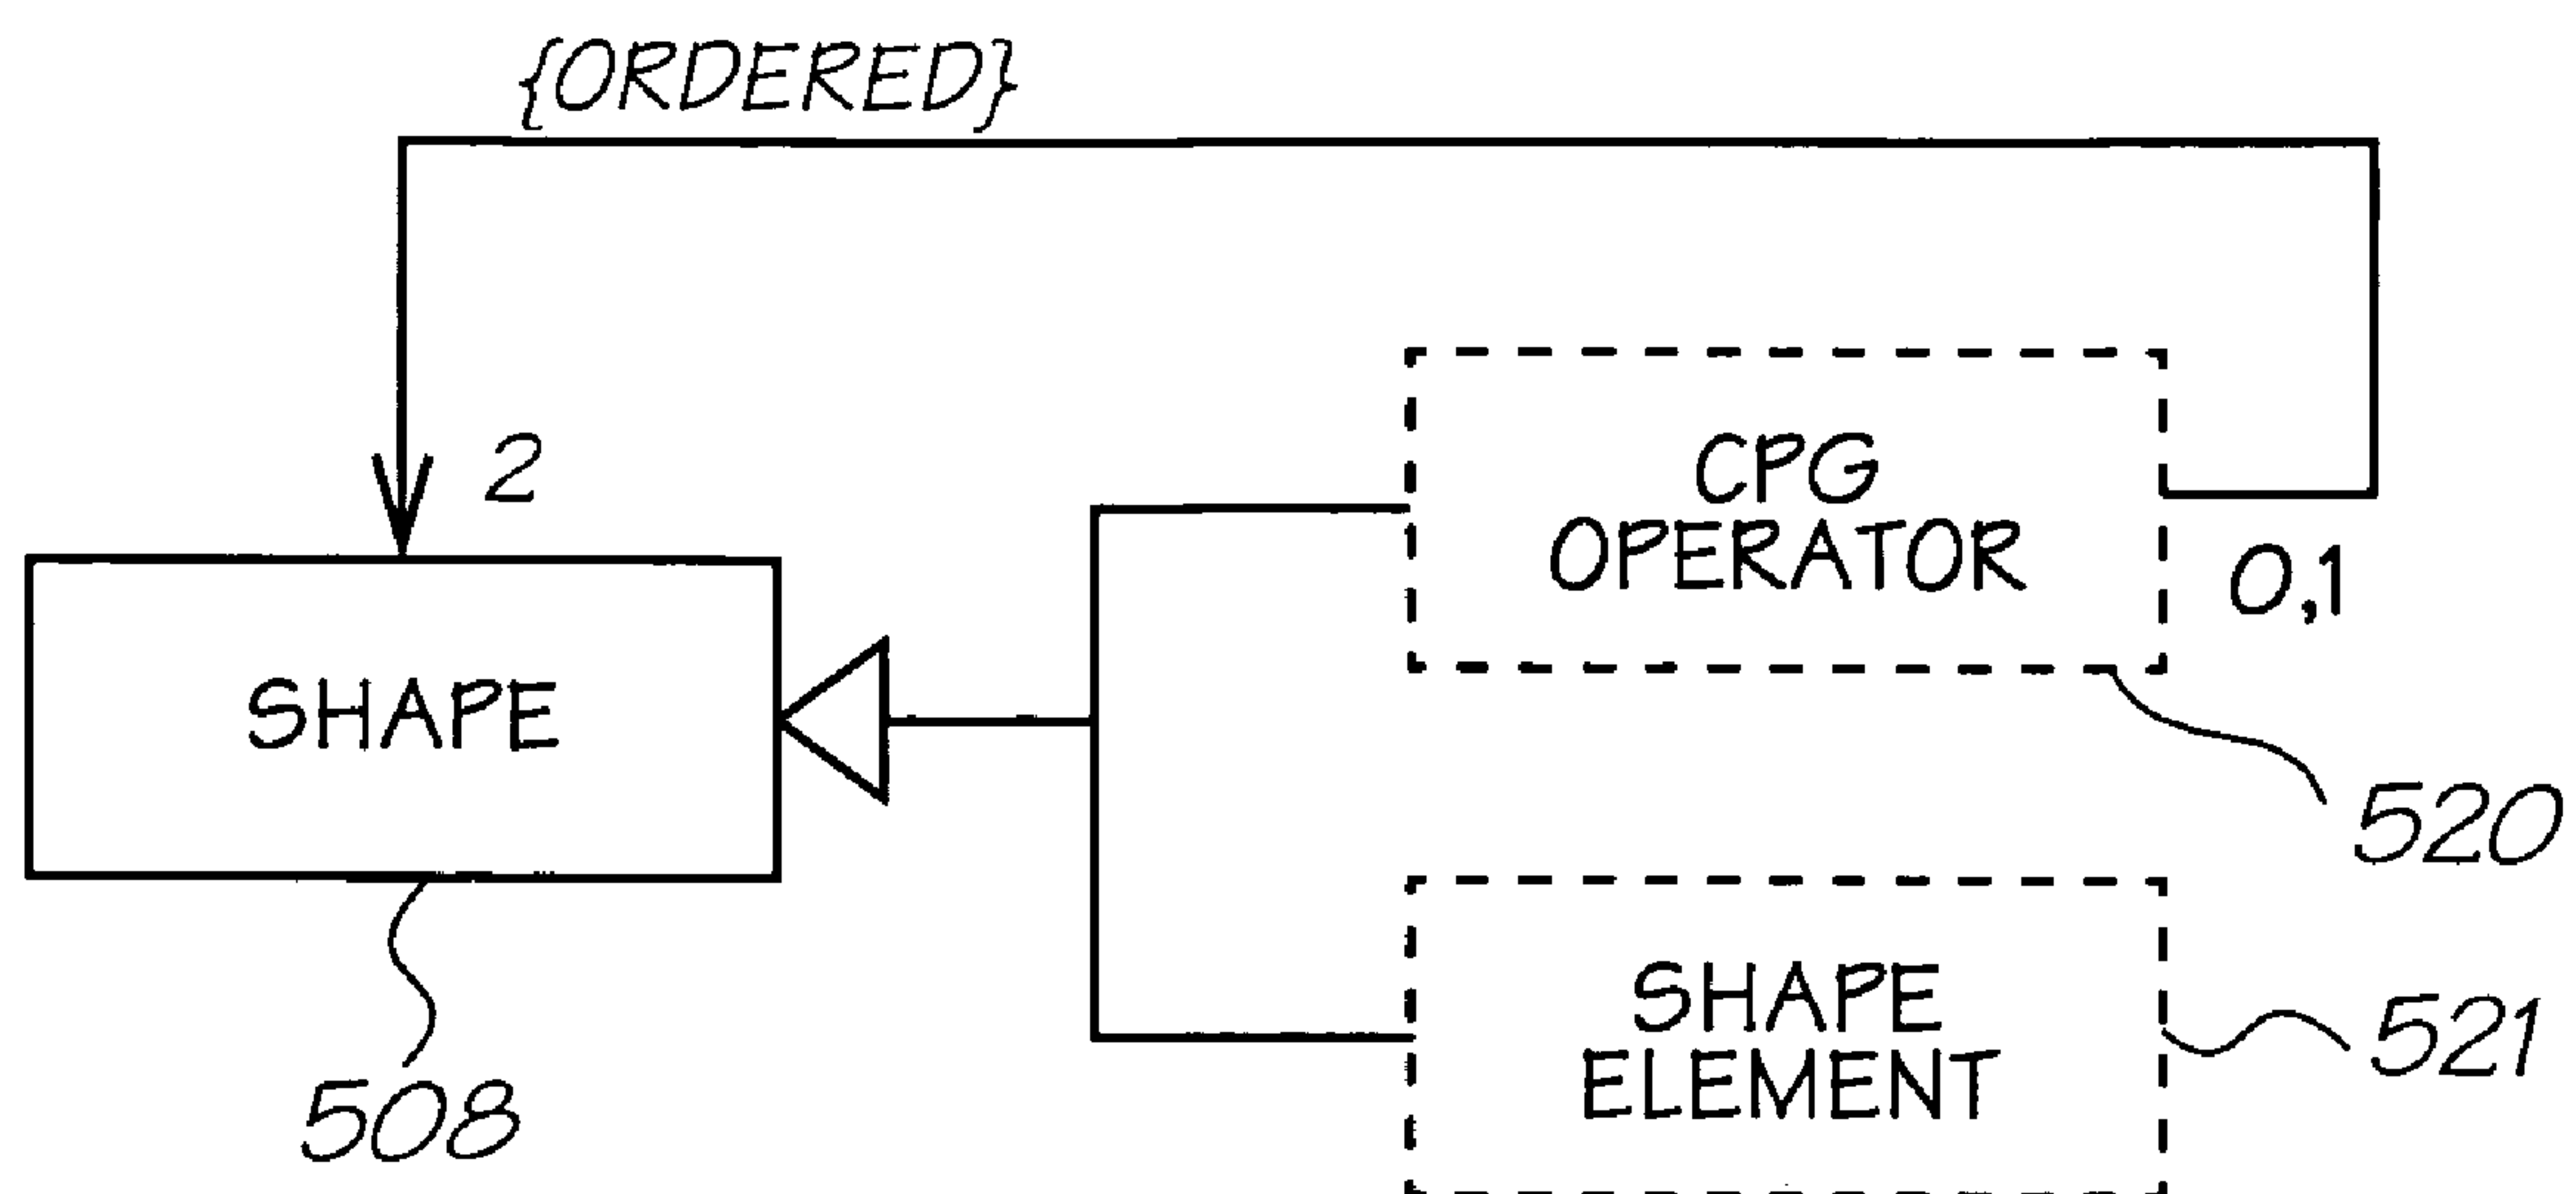 {ORDERED}
2
CPG
OPERATOR
0,1
SHAPE
520
SHAPE
ELEMENT
521
508